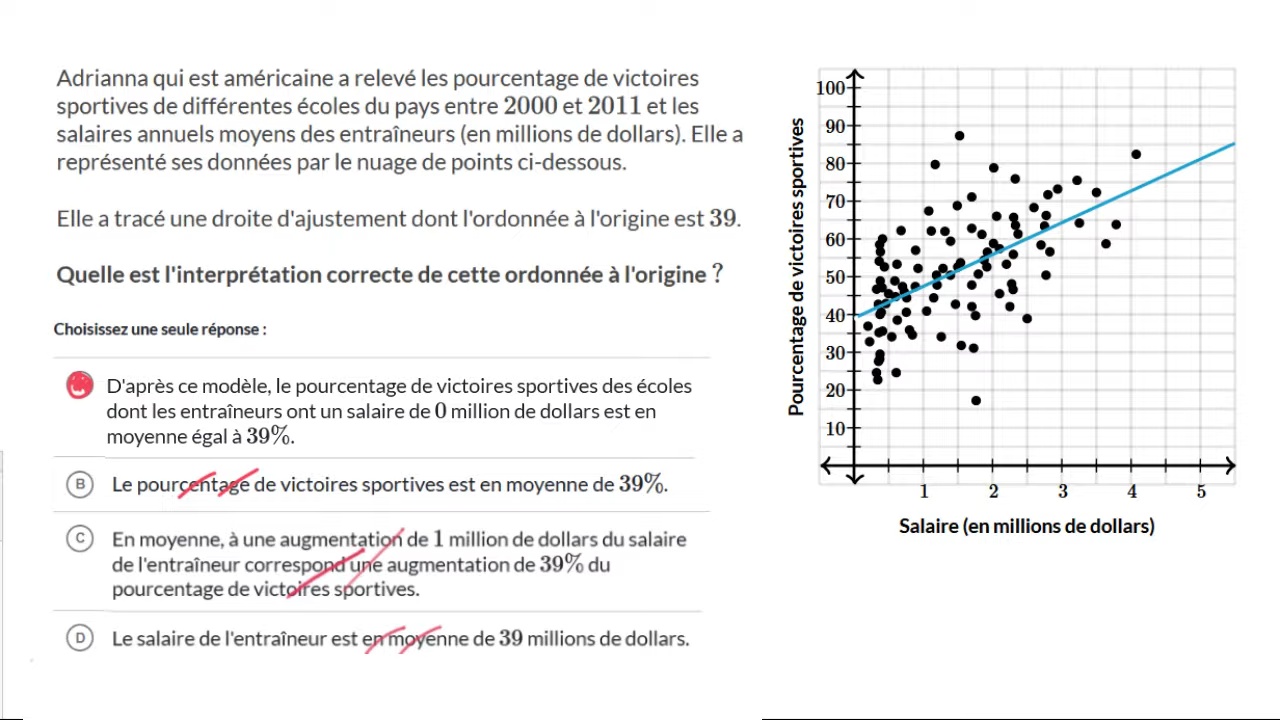 Adrianna qui est américaine a relevé les pourcentage de victoires
sportives de différentes écoles du pays entre 2000 et 2011 et les
salaires annuels moyens des entraîneurs (en millions de dollars). Elle a
représenté ses données par le nuage de points ci-dessous.
Elle a tracé une droite d'ajustement dont l'ordonnée à l'origine est 39.
Quelle est l'interprétation correcte de cette ordonnée à l'origine ?
Choisissez une seule réponse :
D'après ce modèle, le pourcentage de victoires sportives des écoles
dont les entraîneurs ont un salaire de 0 million de dollars est en
moyenne égal à 39%.
B Le pourcentage de victoires sportives est en moyenne de 39%.
C En moyenne, à une augmentation de 1 million de dollars du salaire
de l'entraîneur correspond une augmentation de 39% du
pourcentage de victoires sportives.
D Le salaire de l'entraîneur est en moyenne de 39 millions de dollars.
Pourcentage de victoires sportives
100
90
80
70
60
50
40
30
20
10
1 2 3 4 5
Salaire (en millions de dollars)